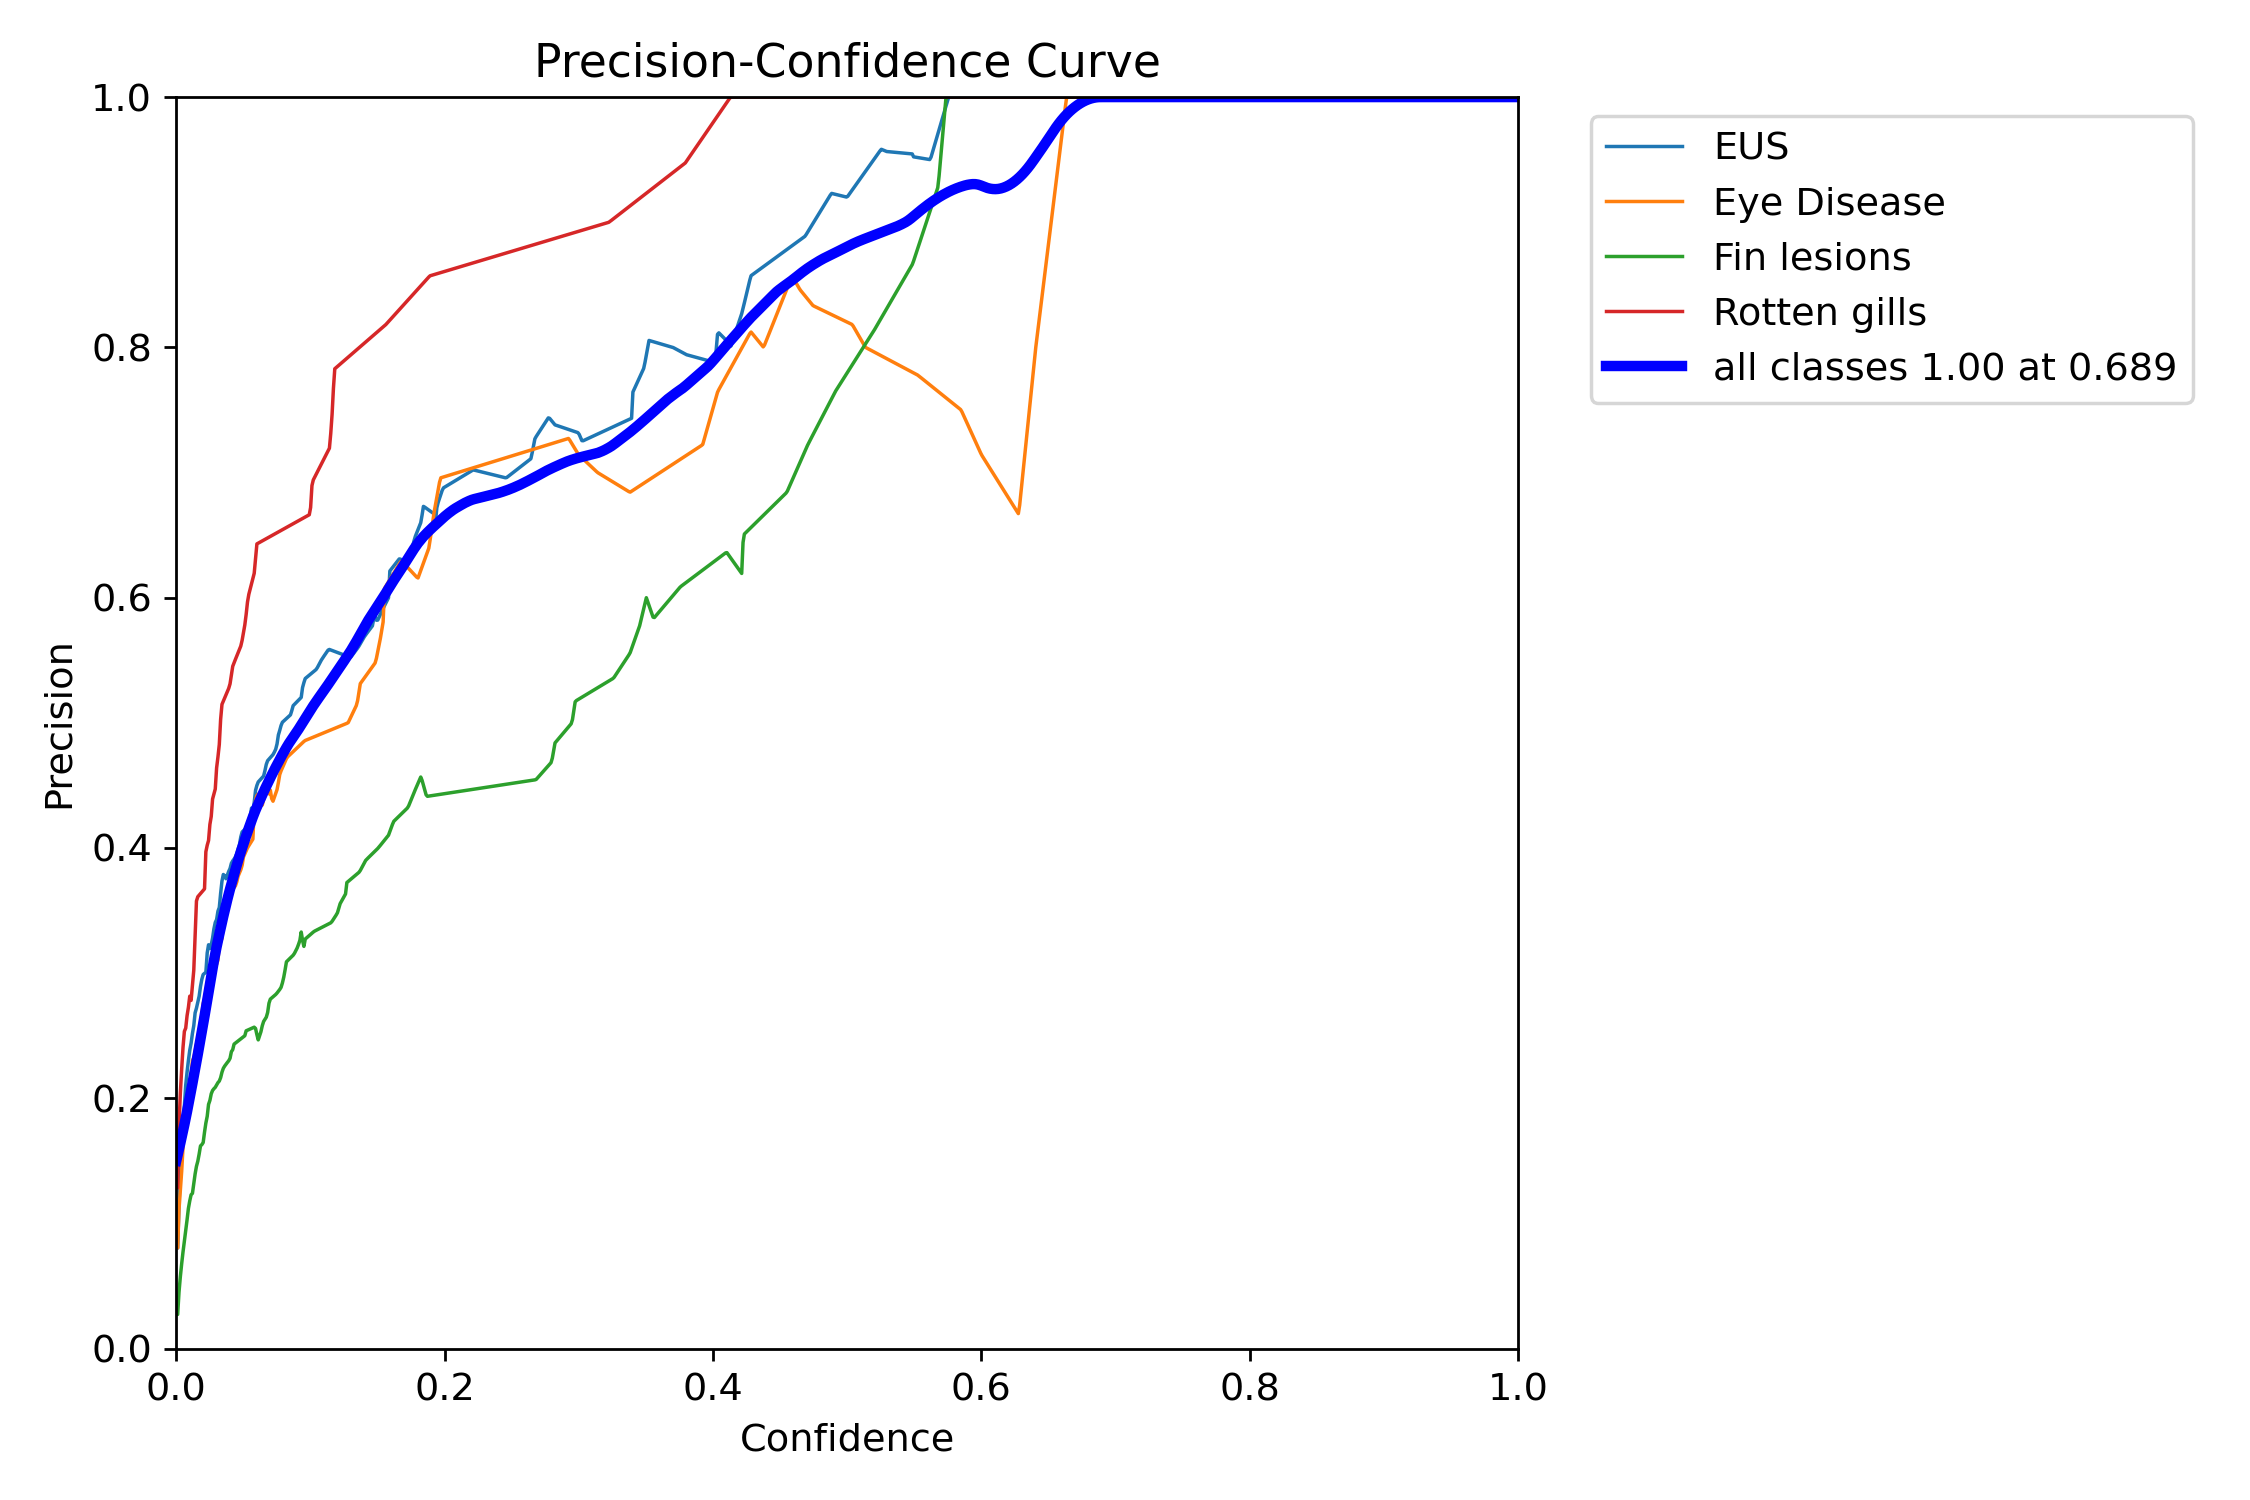 Precision-Confidence Curve
1.0
0.8
0.6
0.4
0.2
0.0
Precision
0.0 0.2 0.4 0.6 0.8 1.0
Confidence
EUS
Eye Disease
Fin lesions
Rotten gills
all classes 1.00 at 0.689